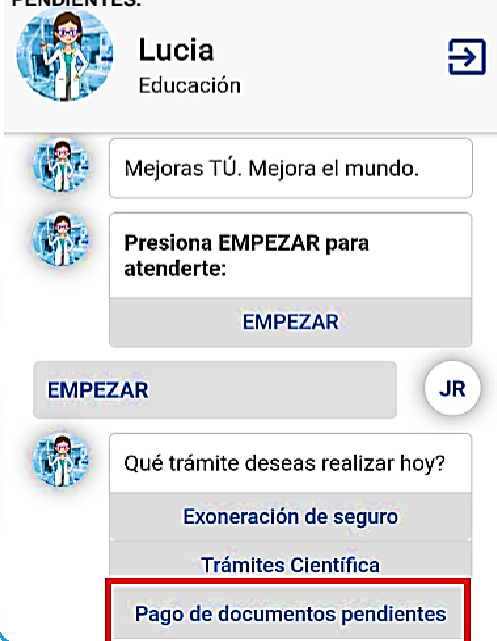 PENDIENTES.
Lucia
Educación
Mejoras TÚ. Mejora el mundo.
Presiona EMPEZAR para
atenderte:
EMPEZAR
EMPEZAR
JR
Qué trámite deseas realizar hoy?
Exoneración de seguro
Trámites Científica
Pago de documentos pendientes